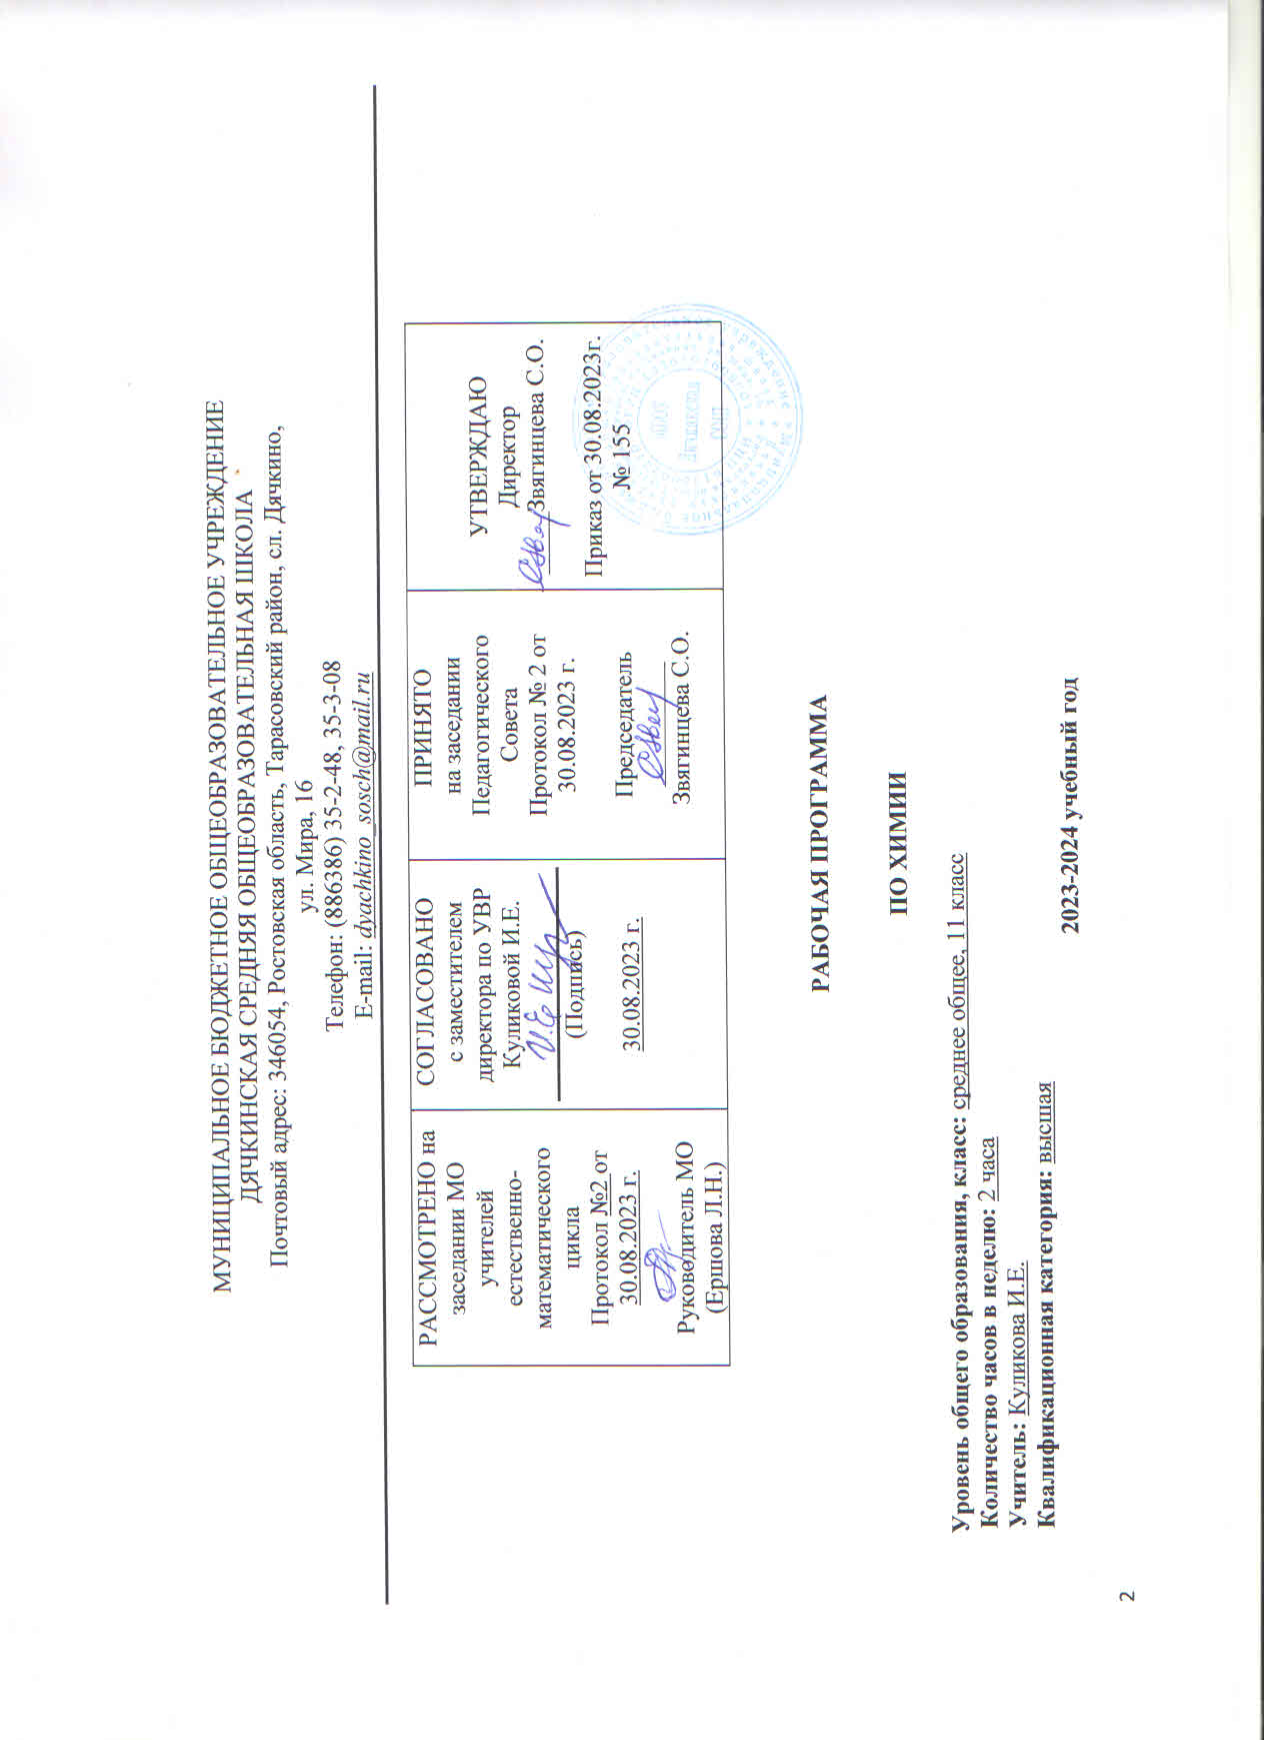 МУНИЦИПАЛЬНОЕ БЮДЖЕТНОЕ ОБЩЕОБРАЗОВАТЕЛЬНОЕ УЧРЕЖДЕНИЕ
ДЯЧКИНСКАЯ СРЕДНЯЯ ОБЩЕОБРАЗОВАТЕЛЬНАЯ ШКОЛА
Почтовый адрес: 346054, Ростовская область, Тарасовский район, сл. Дячкино,
ул. Мира, 16
Телефон: (886386) 35-2-48, 35-3-08
E-mail: dyachkino_sosch@mail.ru
РАССМОТРЕНО на
заседании МО
учителей
естественно-
математического
цикла
Протокол №2 от
30.08.2023 г.
Руководитель МО
(Ершова Л.Н.)
СОГЛАСОВАНО
с заместителем
директора по УВР
Куликовой И.Е.
(Подпись)
30.08.2023 г.
ПРИНЯТО
на заседании
Педагогического
Совета
Протокол № 2 от
30.08.2023 г.
Председатель
Звягинцева С.О.
УТВЕРЖДАЮ
Директор
Звягинцева С.О.
Приказ от 30.08.2023г.
№ 155
РАБОЧАЯ ПРОГРАММА
ПО ХИМИИ
Уровень общего образования, класс: среднее общее, 11 класс
Количество часов в неделю: 2 часа
Учитель: Куликова И.Е.
Квалификационная категория: высшая
2023-2024 учебный год
2